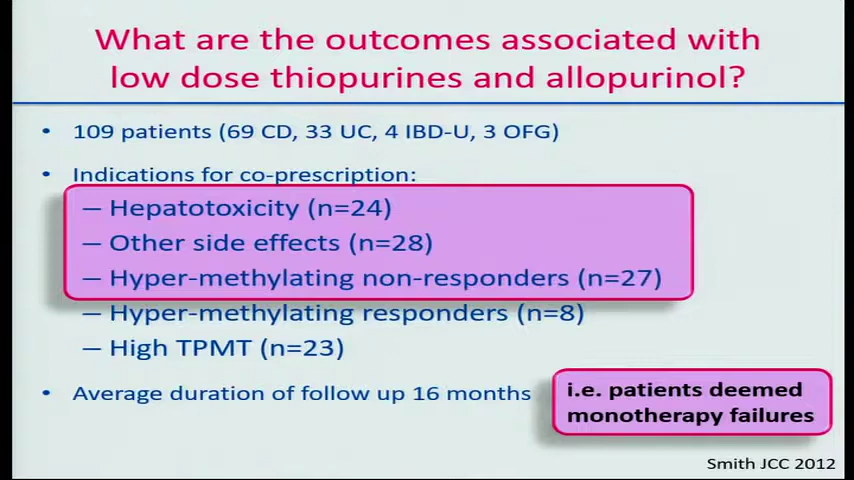 What are the outcomes associated with
low dose thiopurines and allopurinol?
• 109 patients (69 CD, 33 UC, 4 IBD-U, 3 OFG)
• Indications for co-prescription:
– Hepatotoxicity (n=24)
– Other side effects (n=28)
– Hyper-methylating non-responders (n=27)
– Hyper-methylating responders (n=8)
– High TPMT (n=23)
• Average duration of follow up 16 months
i.e. patients deemed
monotherapy failures
Smith JCC 2012